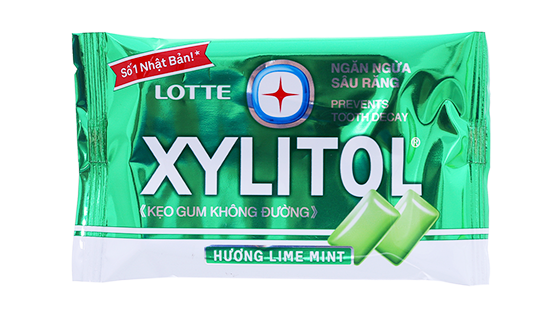 Số 1 Nhật Bản!*
LOTTE
NGĂN NGỪA
SÂU RĂNG
PREVENTS
TOOTH DECAY
XYLITOL®
《KẸO GUM KHÔNG ĐƯỜNG》
HƯƠNG LIME MINT